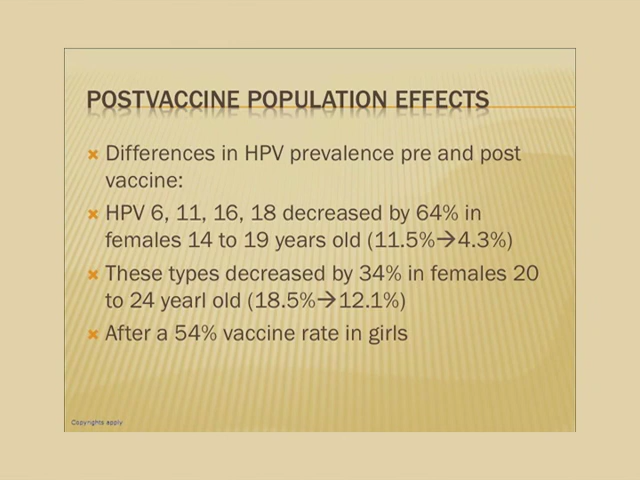 POSTVACCINE POPULATION EFFECTS
Differences in HPV prevalence pre and post
vaccine:
HPV 6, 11, 16, 18 decreased by 64% in
females 14 to 19 years old (11.5%→4.3%)
These types decreased by 34% in females 20
to 24 yearl old (18.5%→12.1%)
After a 54% vaccine rate in girls
Copyrights apply